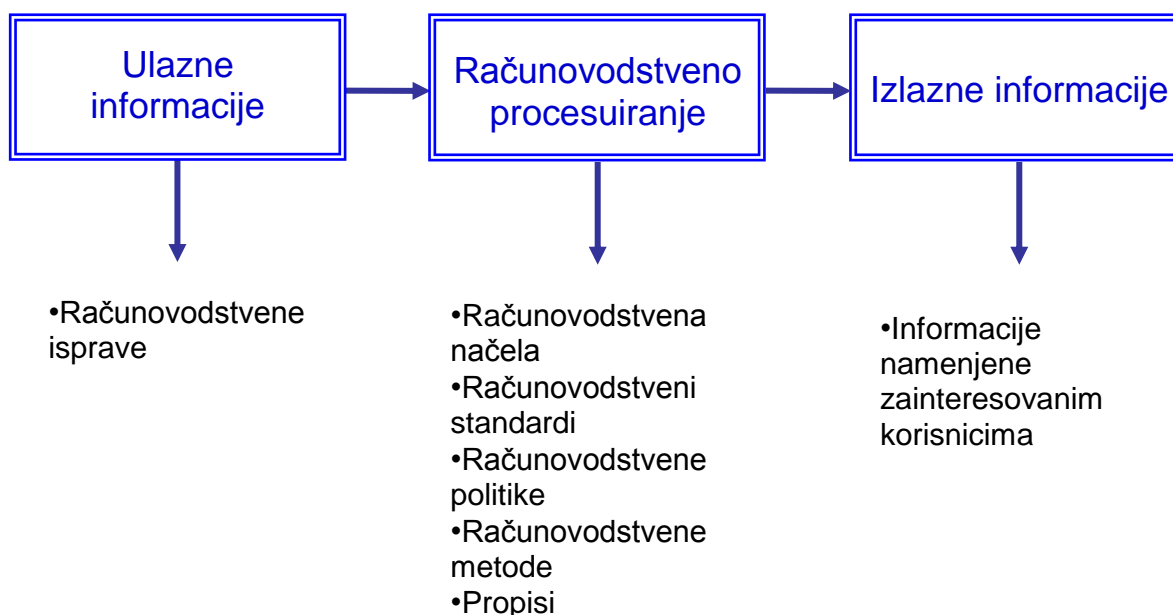 Ulazne
informacije
Računovodstveno
procesuiranje
Izlazne informacije
•Računovodstvene
isprave
•Računovodstvena
načela
•Računovodstveni
standardi
•Računovodstvene
politike
•Računovodstvene
metode
•Propisi
•Informacije
namenjene
zainteresovanim
korisnicima